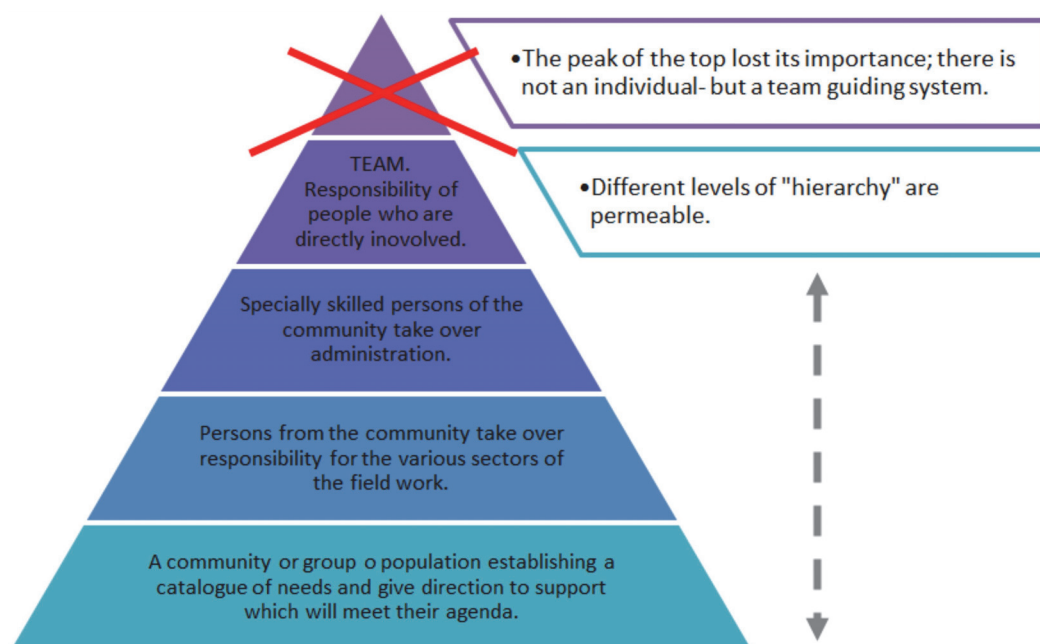 •The peak of the top lost its importance; there is
not an individual- but a team guiding system.
•Different levels of "hierarchy" are
permeable.
TEAM.
Responsibility of
people who are
directly inovolved.
Specially skilled persons of the
community take over
administration.
Persons from the community take over
responsibility for the various sectors of
the field work.
A community or group o population establishing a
catalogue of needs and give direction to support
which will meet their agenda.